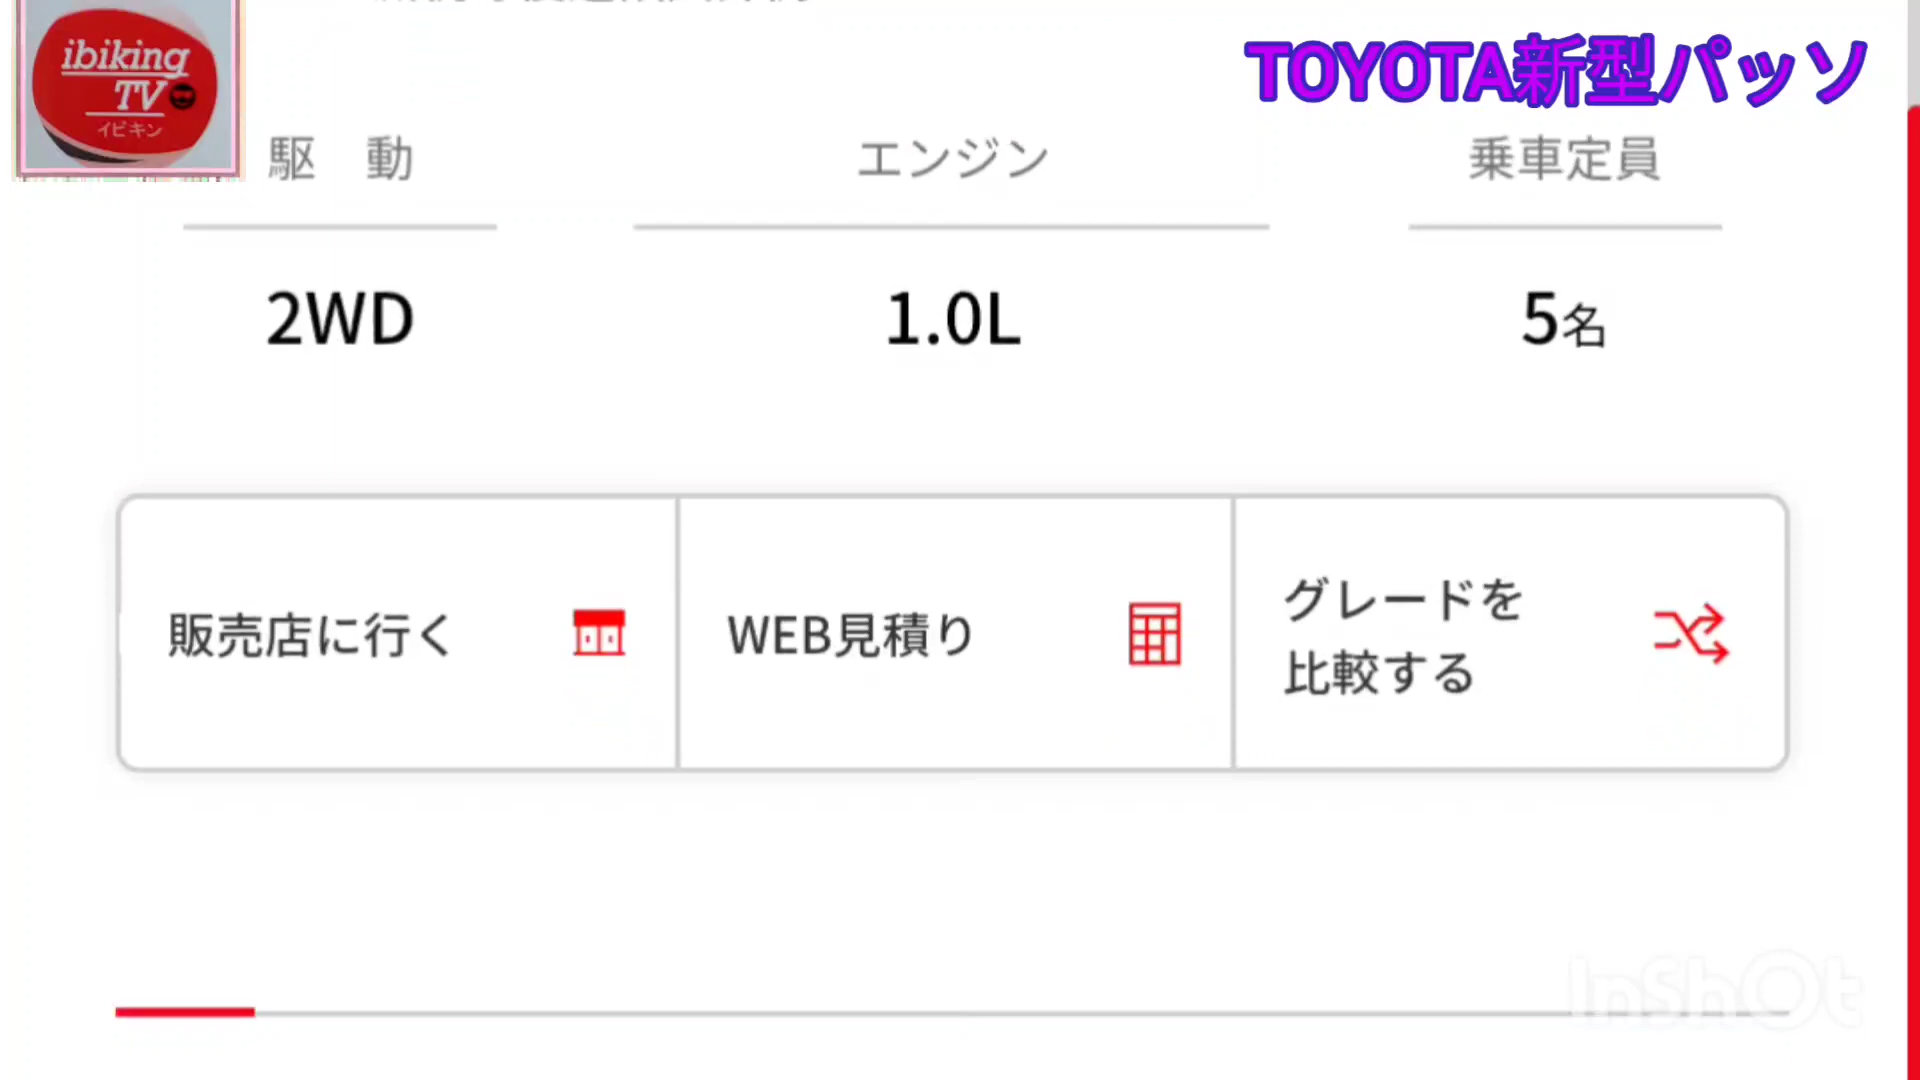 ibiking
TV
イビキン
TOYOTA新型パッソ
駆 動
エンジン
乗車定員
2WD
1.0L
5名
販売店に行く
WEB見積り
グレードを
比較する
InShOt